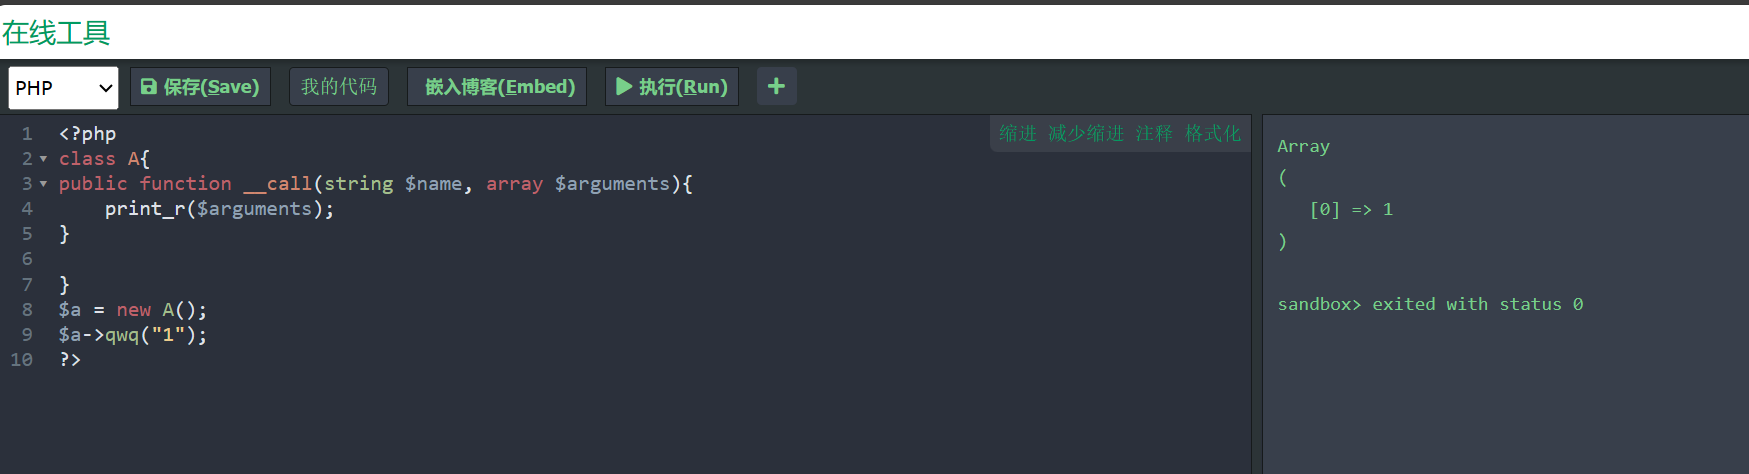 在线工具
PHP 保存(Save) 我的代码 嵌入博客(Embed) 执行(Run) +
缩进 减少缩进 注释 格式化
1 <?php
2 class A{
3 public function __call(string $name, array $arguments){
4     print_r($arguments);
5 }
6
7 }
8 $a = new A();
9 $a->qwq("1");
10 ?>
Array
(
   [0] => 1
)
sandbox> exited with status 0